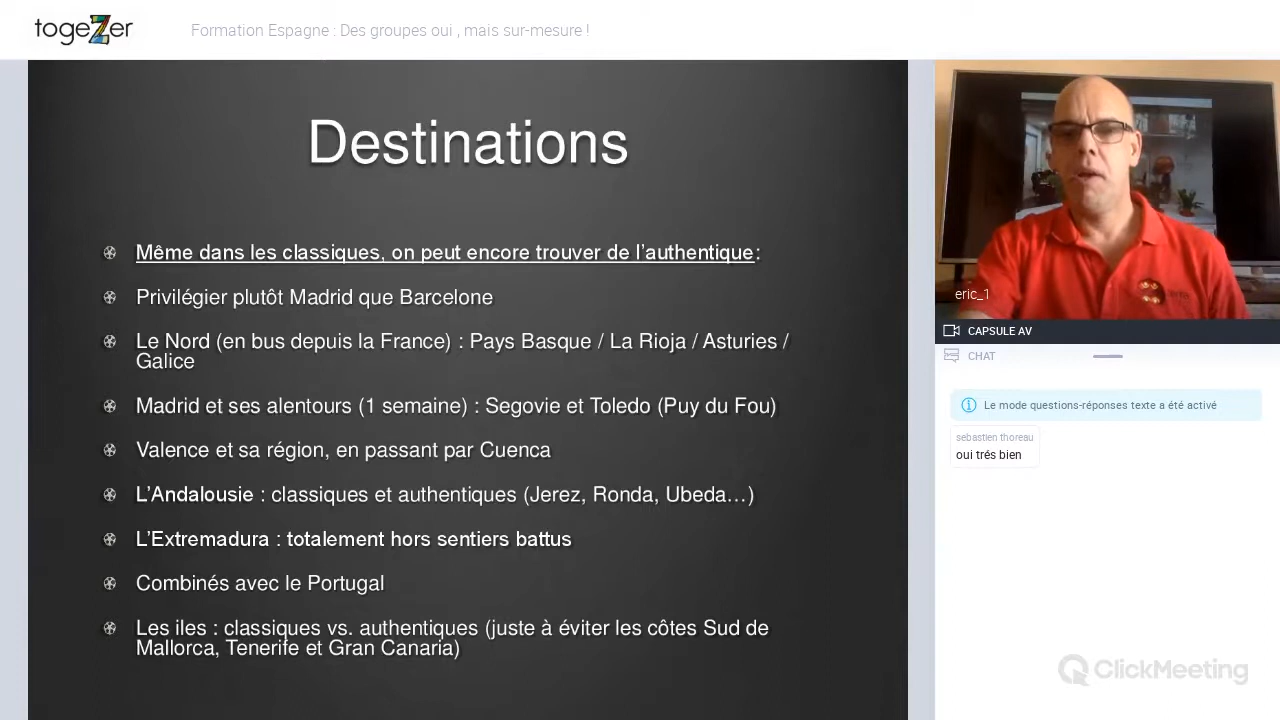 togeZer
Formation Espagne : Des groupes oui , mais sur-mesure !
Destinations
Même dans les classiques, on peut encore trouver de l'authentique:
Privilégier plutôt Madrid que Barcelone
Le Nord (en bus depuis la France) : Pays Basque / La Rioja / Asturies /
Galice
Madrid et ses alentours (1 semaine) : Segovie et Toledo (Puy du Fou)
Valence et sa région, en passant par Cuenca
L'Andalousie : classiques et authentiques (Jerez, Ronda, Ubeda…)
L'Extremadura : totalement hors sentiers battus
Combinés avec le Portugal
Les iles : classiques vs. authentiques (juste à éviter les côtes Sud de
Mallorca, Tenerife et Gran Canaria)
eric_1
CAPSULE AV
CHAT
Le mode questions-réponses texte a été activé
sebastien thoreau
oui trés bien
ClickMeeting